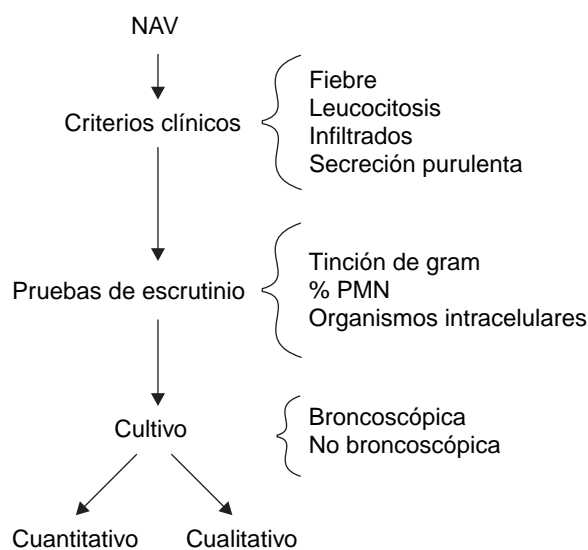 NAV
Criterios clínicos
Fiebre
Leucocitosis
Infiltrados
Secreción purulenta
Pruebas de escrutinio
Tinción de gram
% PMN
Organismos intracelulares
Cultivo
Broncoscópica
No broncoscópica
Cuantitativo
Cualitativo